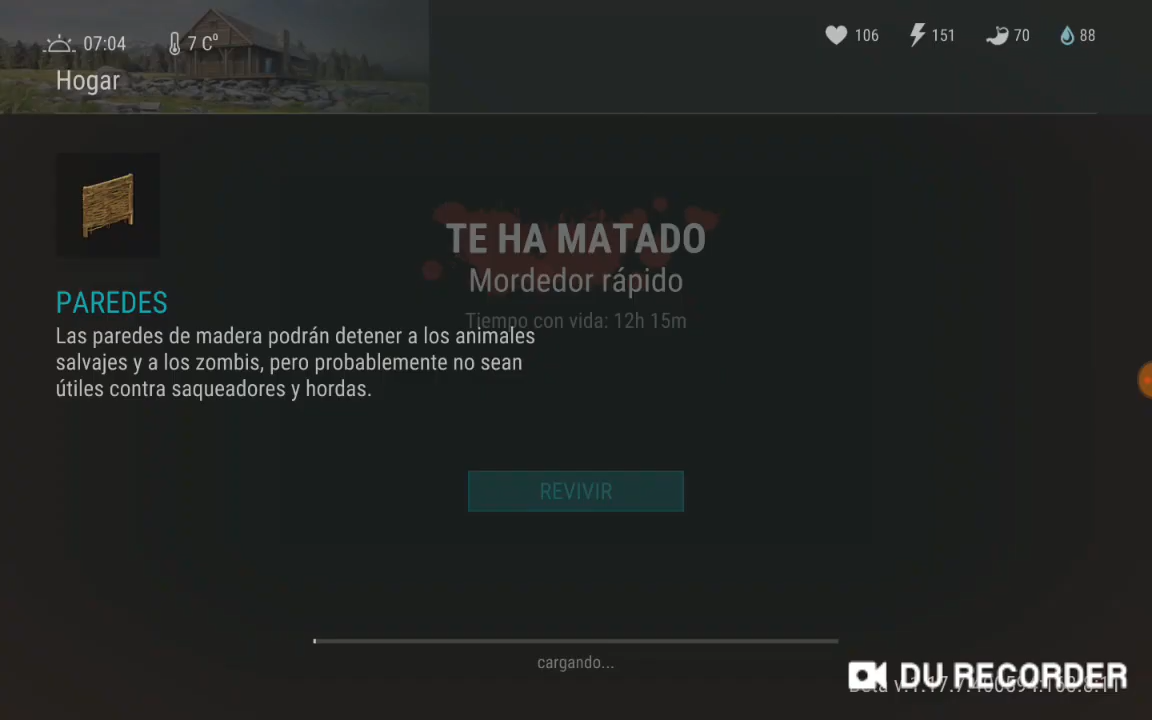 07:04
7 Cº
106
151
70
88
Hogar
TE HA MATADO
Mordedor rápido
Tiempo con vida: 12h 15m
PAREDES
Las paredes de madera podrán detener a los animales
salvajes y a los zombis, pero probablemente no sean
útiles contra saqueadores y hordas.
REVIVIR
cargando...
DU RECORDER